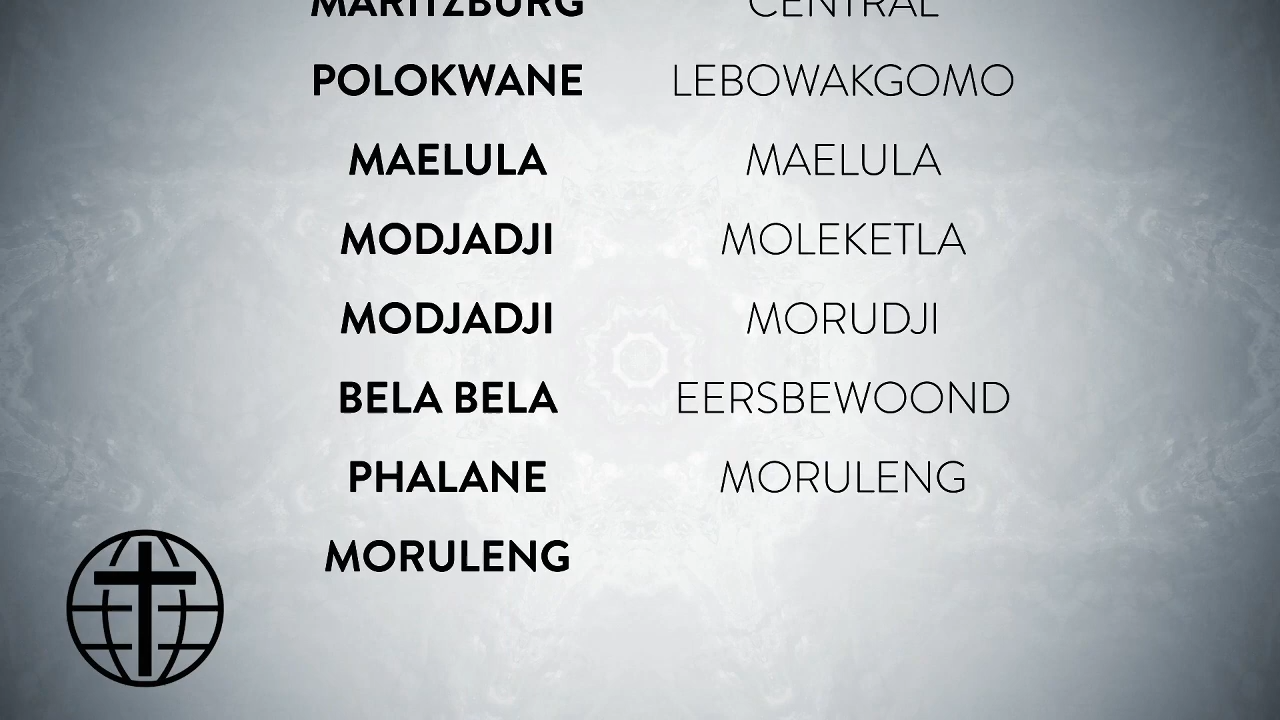 MARITZBURG CENTRAL
POLOKWANE LEBOWAKGOMO
MAELULA MAELULA
MODJADJI MOLEKETLA
MODJADJI MORUDJI
BELA BELA EERSBEWOOND
PHALANE MORULENG
MORULENG